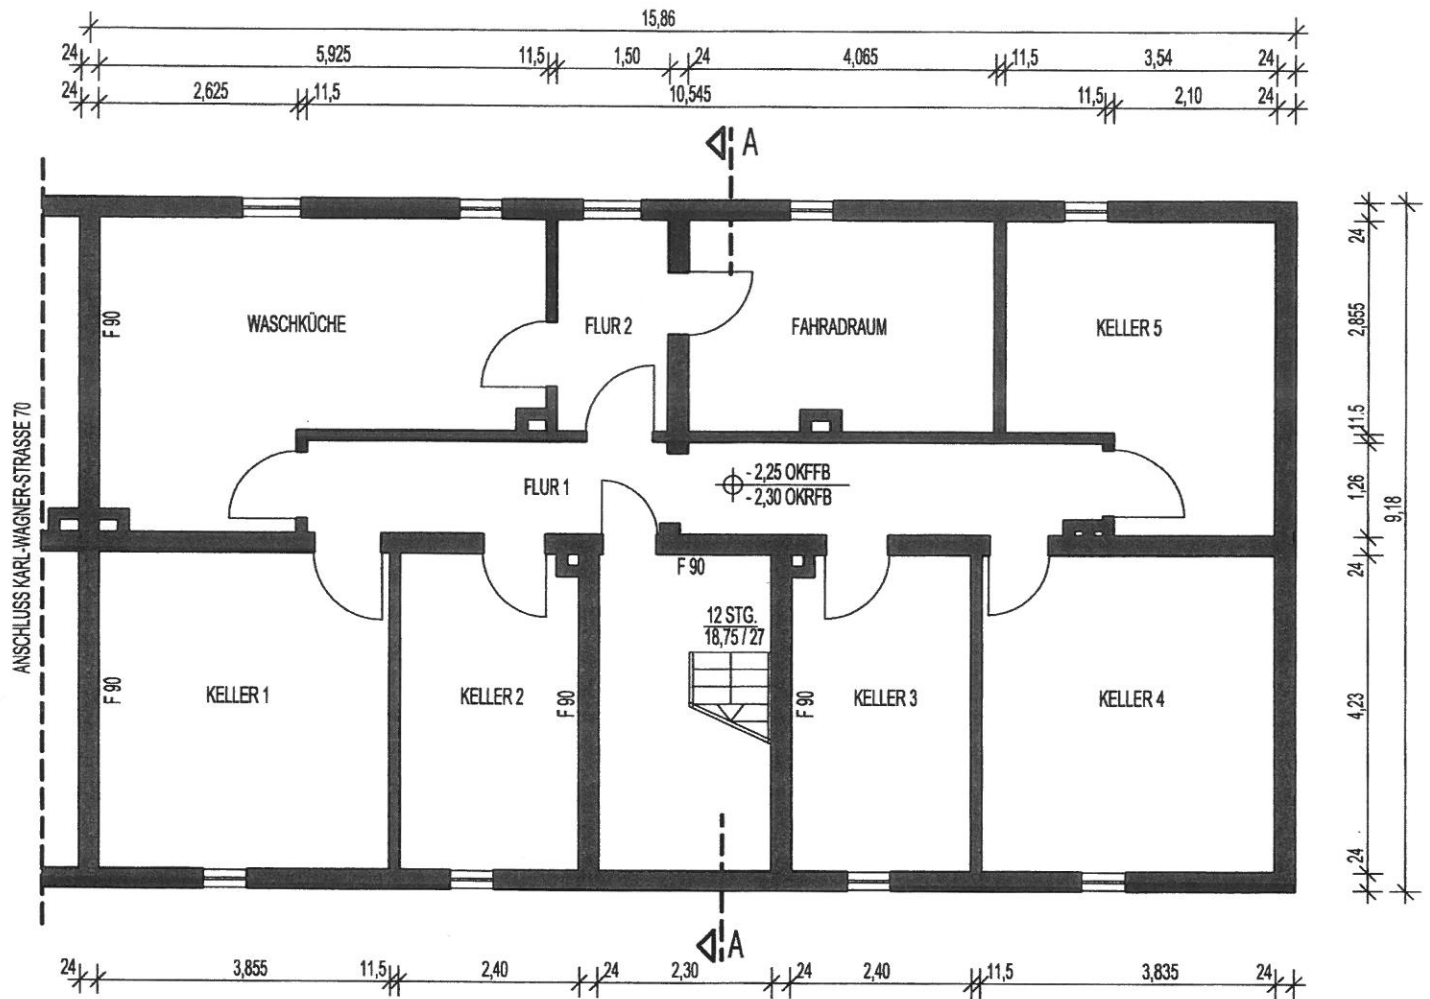 15,86
24 5,925 11,5 1,50 24 4,065 11,5 3,54 24
24 2,625 11,5 10,545 11,5 2,10 24
A
F 90
WASCHKÜCHE
FLUR 2
FAHRADRAUM
KELLER 5
ANSCHLUSS KARL-WAGNER-STRASSE 70
FLUR 1
- 2,25 OKFFB
- 2,30 OKRFB
F 90
12 STG.
18,75 / 27
F 90
KELLER 1
KELLER 2
F 90
F 90
KELLER 3
KELLER 4
24
2,855
11,5
1,26
24
4,23
24
9,18
A
24 3,855 11,5 2,40 24 2,30 24 2,40 11,5 3,835 24